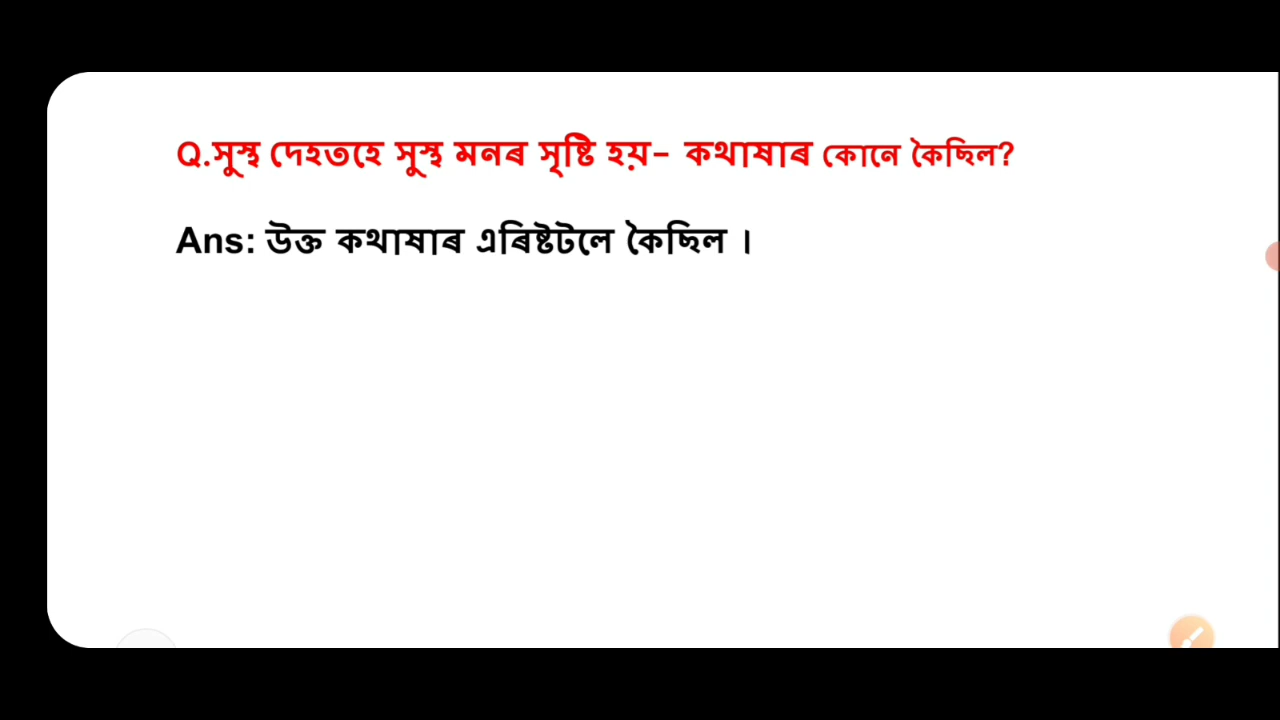 Q.সুস্থ দেহতহে সুস্থ মনৰ সৃষ্টি হয়– কথাষাৰ কোনে কৈছিল?
Ans: উক্ত কথাষাৰ এৰিষ্টটলে কৈছিল ।